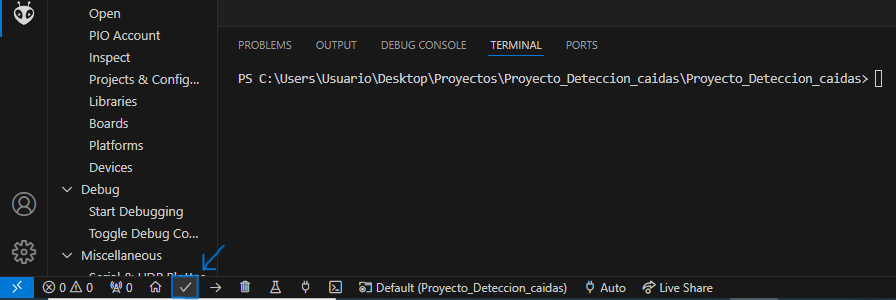 Open
PIO Account
Inspect
Projects & Config...
Libraries
Boards
Platforms
Devices
Debug
Start Debugging
Toggle Debug Co...
Miscellaneous
PROBLEMS OUTPUT DEBUG CONSOLE TERMINAL PORTS
PS C:\Users\Usuario\Desktop\Proyectos\Proyecto_Deteccion_caidas\Proyecto_Deteccion_caidas>
0 0 0 Default (Proyecto_Deteccion_caidas) Auto Live Share